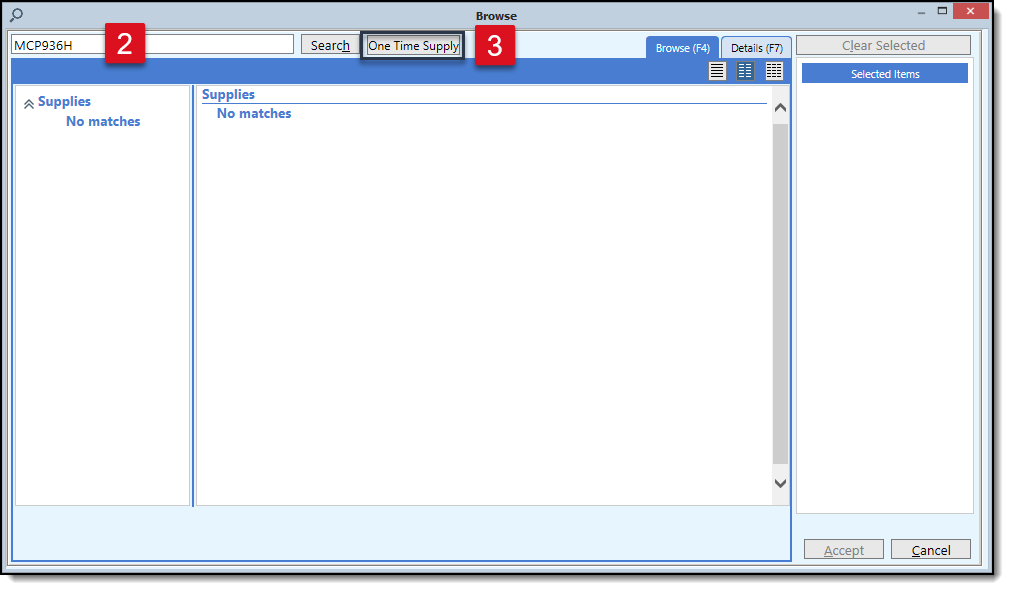 Browse
MCP936H
2
Search
One Time Supply
3
Browse (F4)
Details (F7)
Clear Selected
Selected Items
Supplies
No matches
Supplies
No matches
Accept
Cancel